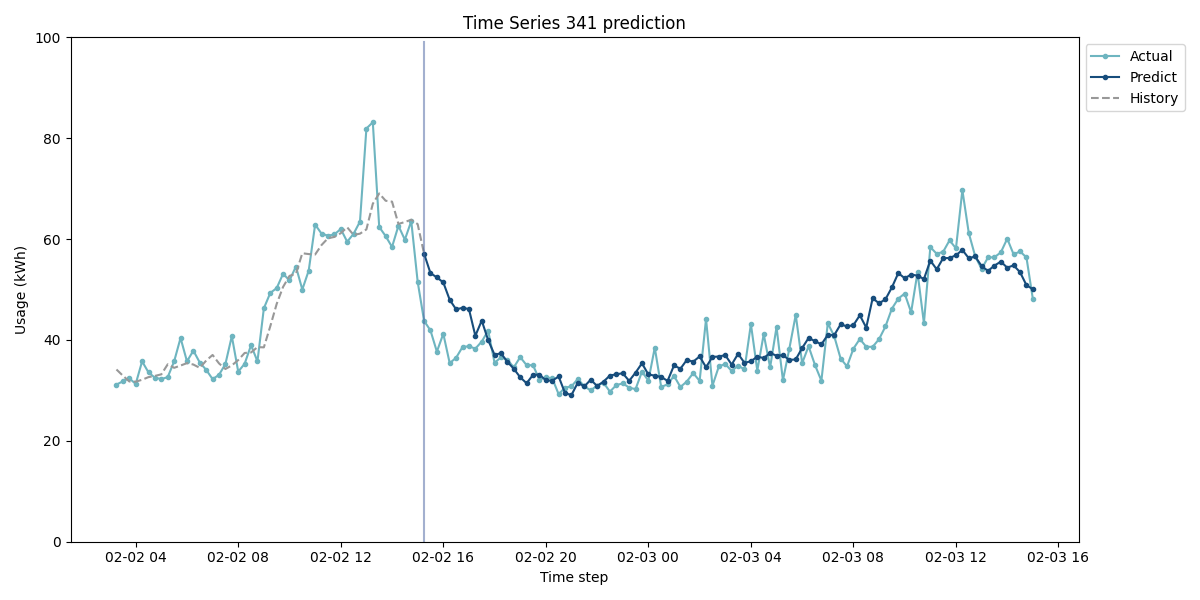 Time Series 341 prediction
100
80
60
40
20
0
Usage (kWh)
02-02 04
02-02 08
02-02 12
02-02 16
02-02 20
02-03 00
02-03 04
02-03 08
02-03 12
02-03 16
Time step
Actual
Predict
History